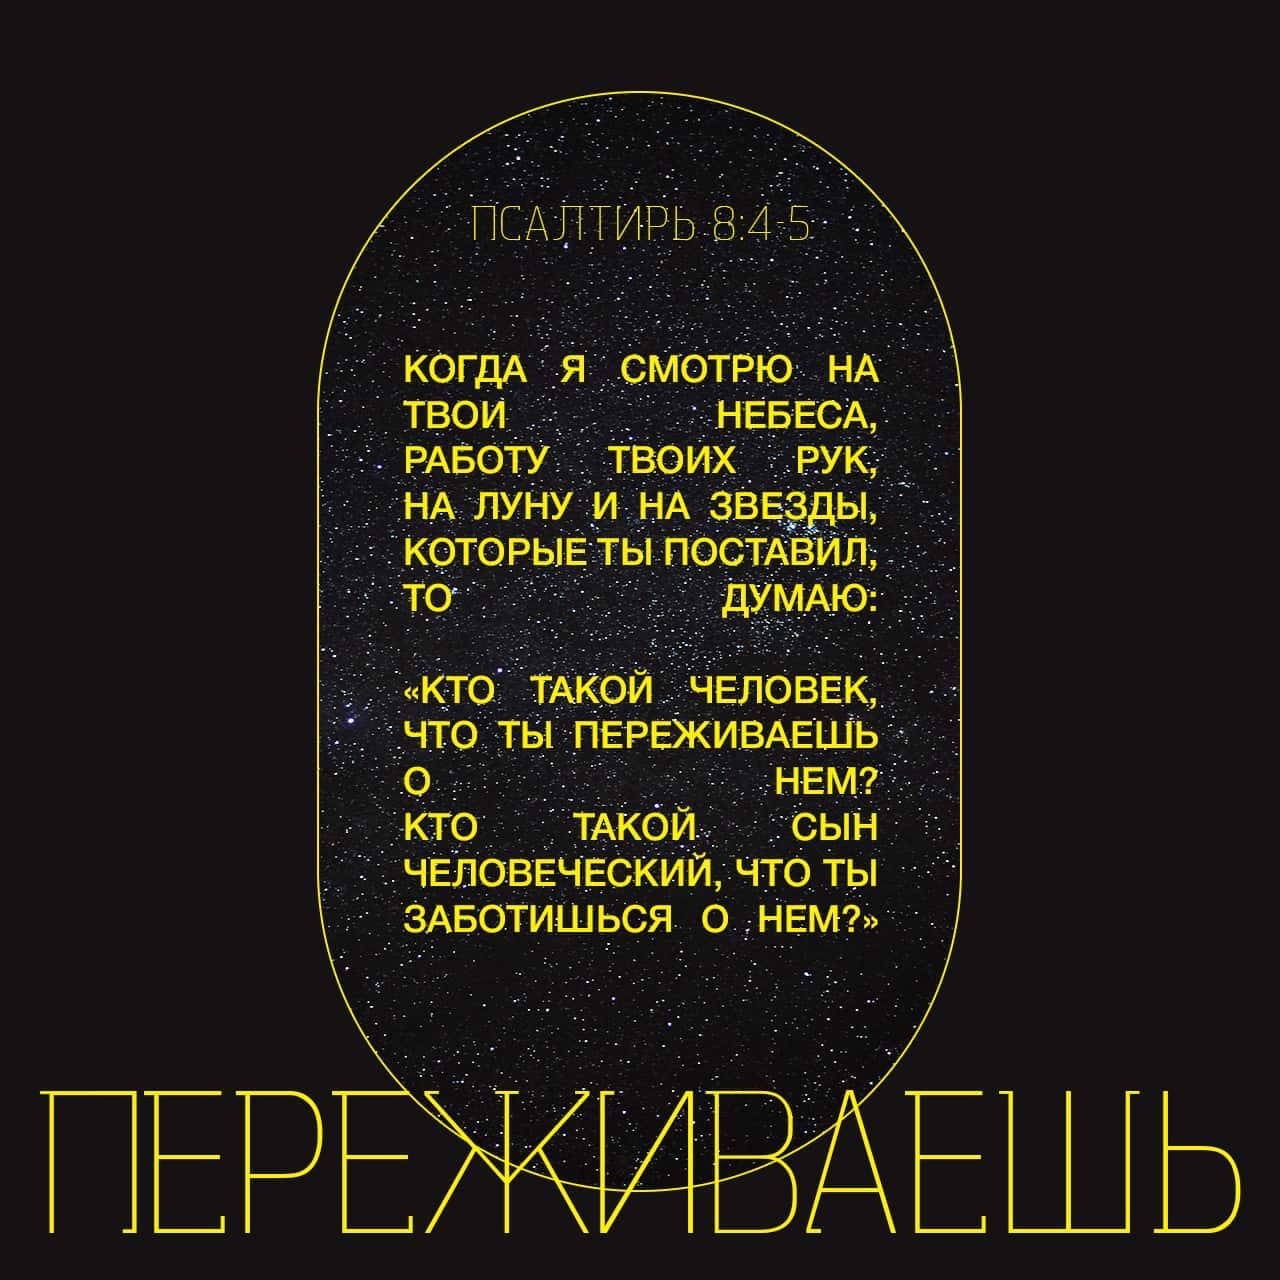 ПСАЛТИРЬ 8:4-5
КОГДА Я СМОТРЮ НА
ТВОИ НЕБЕСА,
РАБОТУ ТВОИХ РУК,
НА ЛУНУ И НА ЗВЕЗДЫ,
КОТОРЫЕ ТЫ ПОСТАВИЛ,
ТО ДУМАЮ:
«КТО ТАКОЙ ЧЕЛОВЕК,
ЧТО ТЫ ПЕРЕЖИВАЕШЬ
О НЕМ?
КТО ТАКОЙ СЫН
ЧЕЛОВЕЧЕСКИЙ, ЧТО ТЫ
ЗАБОТИШЬСЯ О НЕМ?»
ПЕРЕЖИВАЕШЬ